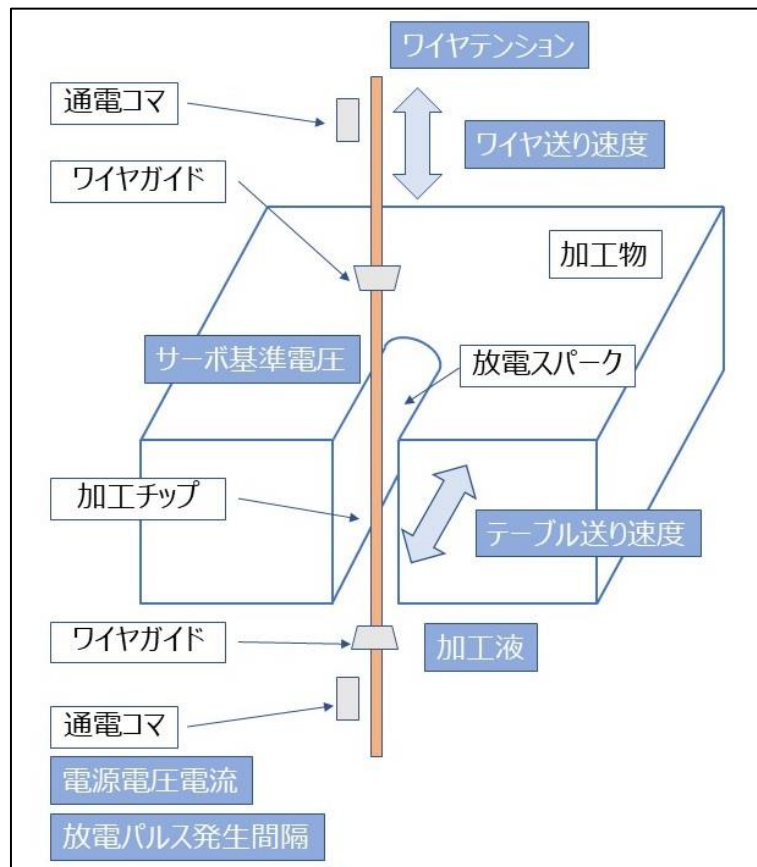 ワイヤテンション
通電コマ
ワイヤ送り速度
ワイヤガイド
加工物
サーボ基準電圧
放電スパーク
加工チップ
テーブル送り速度
ワイヤガイド
加工液
通電コマ
電源電圧電流
放電パルス発生間隔